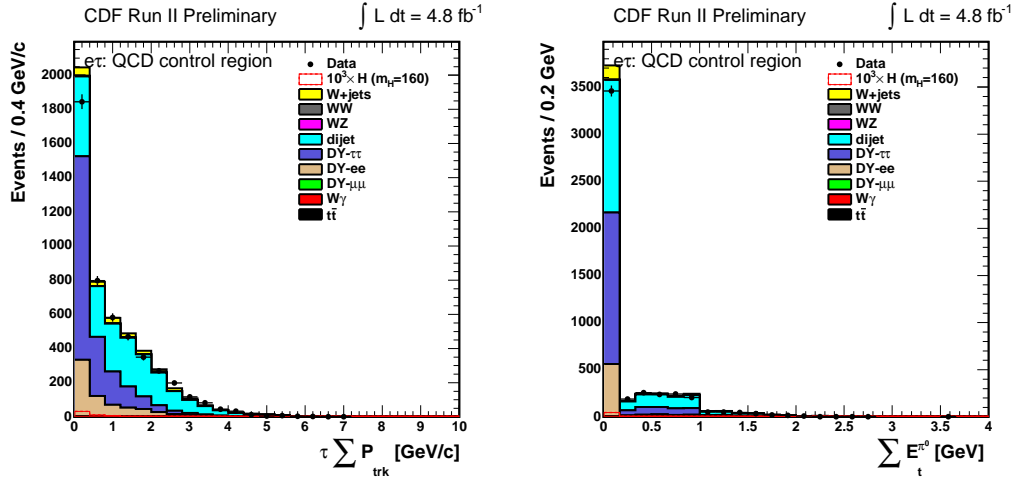 CDF Run II Preliminary
∫ L dt = 4.8 fb⁻¹
eτ: QCD control region
Events / 0.4 GeV/c
2000
1800
1600
1400
1200
1000
800
600
400
200
0
Data
10³× H (m_H=160)
W+jets
WW
WZ
dijet
DY-ττ
DY-ee
DY-μμ
Wγ
tt̄
0 1 2 3 4 5 6 7 8 9 10
τ ∑ P_trk [GeV/c]
CDF Run II Preliminary
∫ L dt = 4.8 fb⁻¹
eτ: QCD control region
Events / 0.2 GeV
3500
3000
2500
2000
1500
1000
500
0
Data
10³× H (m_H=160)
W+jets
WW
WZ
dijet
DY-ττ
DY-ee
DY-μμ
Wγ
tt̄
0 0.5 1 1.5 2 2.5 3 3.5 4
∑ E_t^π⁰ [GeV]